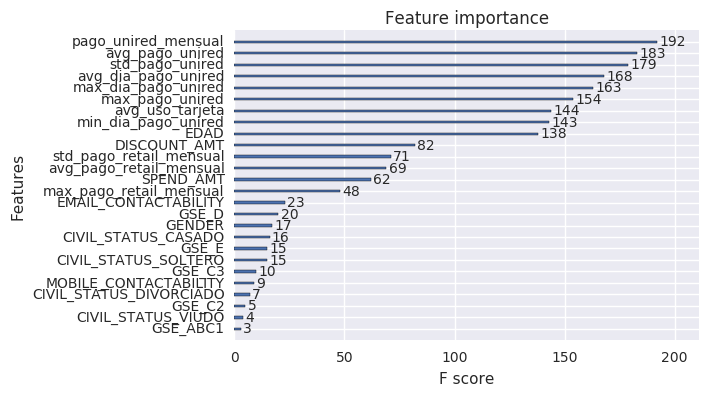 Feature importance
pago_unired_mensual 192
avg_pago_unired 183
std_pago_unired 179
avg_dia_pago_unired 168
max_dia_pago_unired 163
max_pago_unired 154
avg_uso_tarjeta 144
min_dia_pago_unired 143
EDAD 138
DISCOUNT_AMT 82
std_pago_retail_mensual 71
avg_pago_retail_mensual 69
SPEND_AMT 62
max_pago_retail_mensual 48
EMAIL_CONTACTABILITY 23
GSE_D 20
GENDER 17
CIVIL_STATUS_CASADO 16
GSE_E 15
CIVIL_STATUS_SOLTERO 15
GSE_C3 10
MOBILE_CONTACTABILITY 9
CIVIL_STATUS_DIVORCIADO 7
GSE_C2 5
CIVIL_STATUS_VIUDO 4
GSE_ABC1 3
Features
0 50 100 150 200
F score